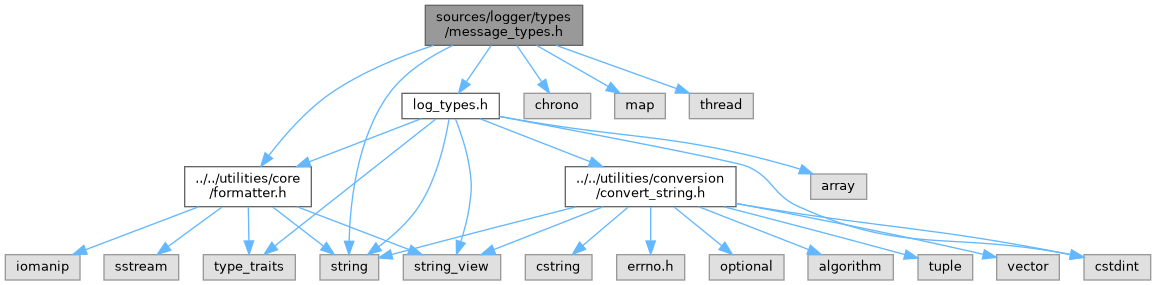 sources/logger/types
/message_types.h
log_types.h
chrono
map
thread
../../utilities/core
/formatter.h
../../utilities/conversion
/convert_string.h
array
iomanip
sstream
type_traits
string
string_view
cstring
errno.h
optional
algorithm
tuple
vector
cstdint